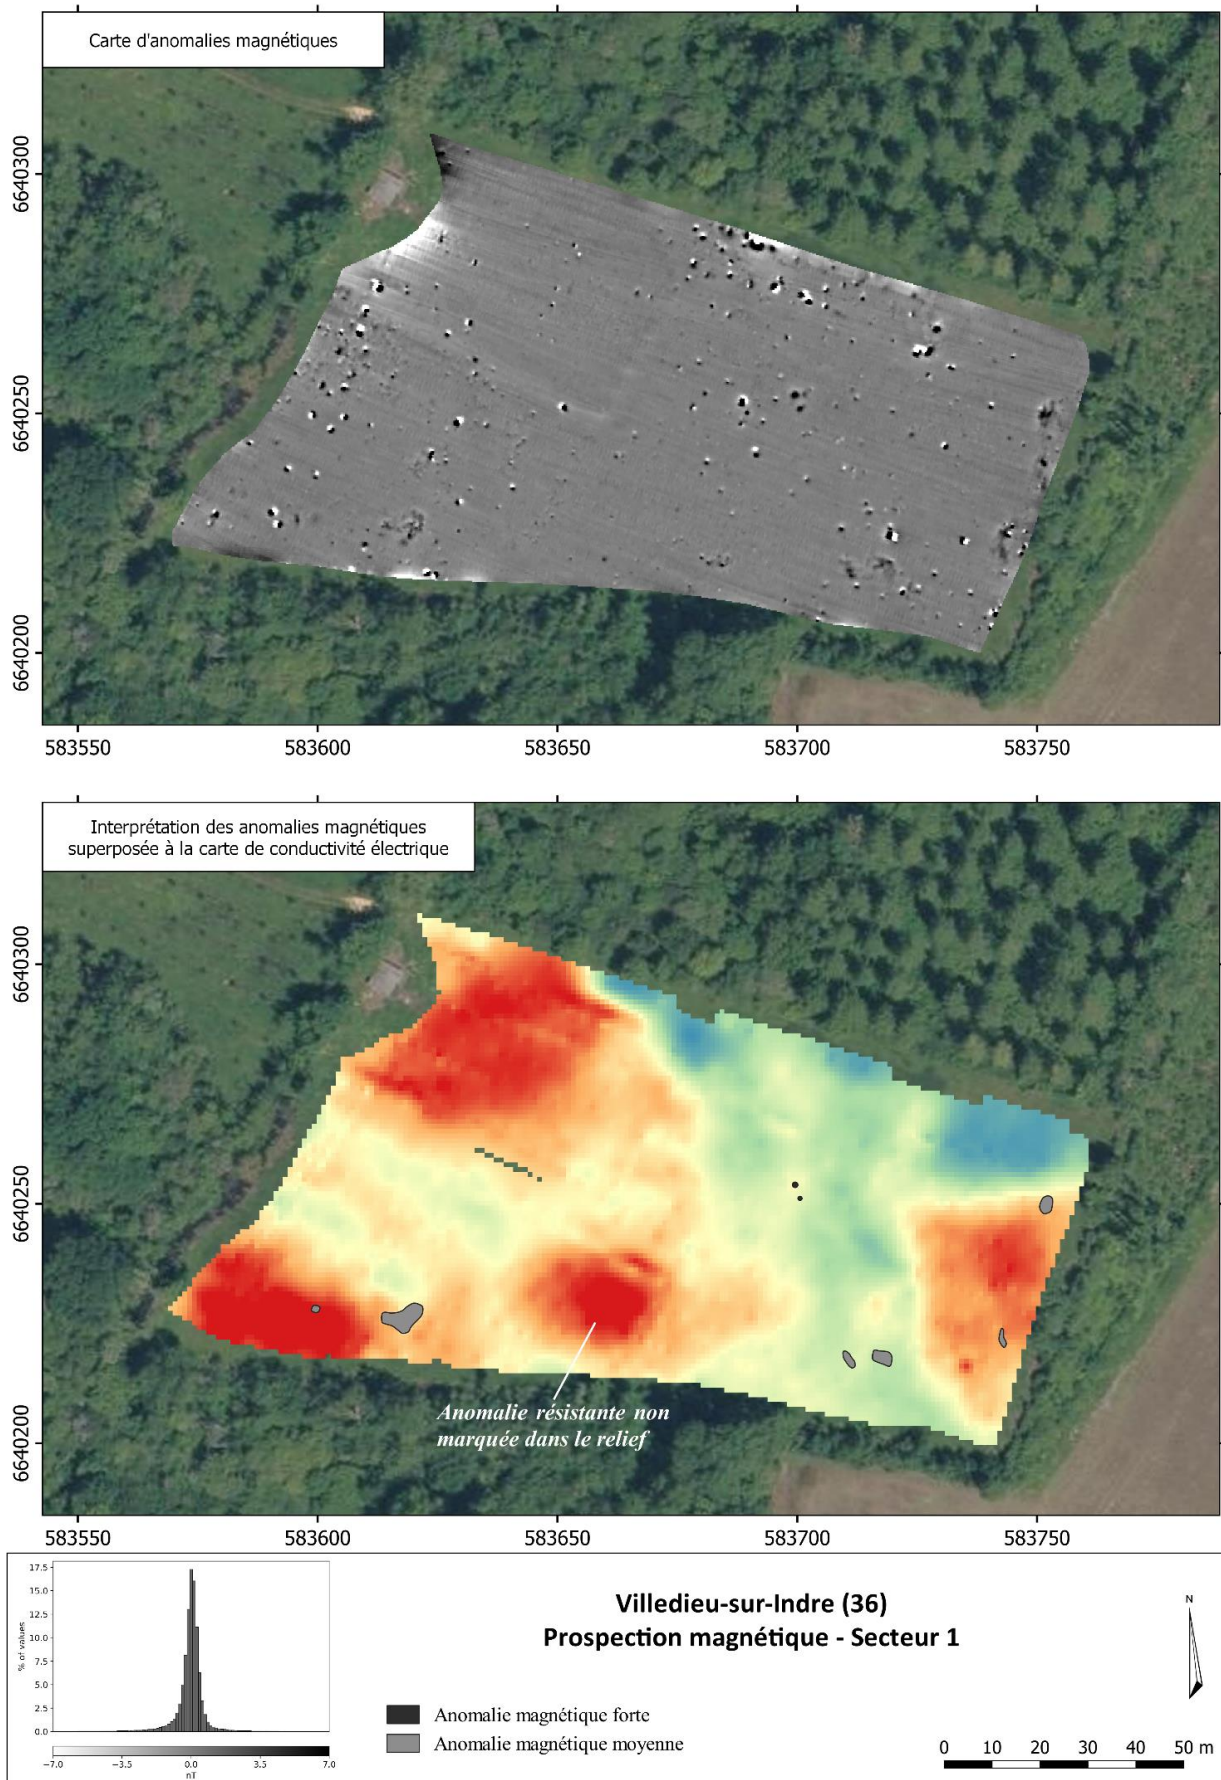 Carte d'anomalies magnétiques
6640300
6640250
6640200
583550 583600 583650 583700 583750
Interprétation des anomalies magnétiques
superposée à la carte de conductivité électrique
6640300
6640250
6640200
Anomalie résistante non
marquée dans le relief
583550 583600 583650 583700 583750
17.5
15.0
12.5
10.0
7.5
5.0
2.5
0.0
% of values
−7.0 −3.5 0.0 3.5 7.0
nT
Villedieu-sur-Indre (36)
Prospection magnétique - Secteur 1
N
Anomalie magnétique forte
Anomalie magnétique moyenne
0 10 20 30 40 50 m